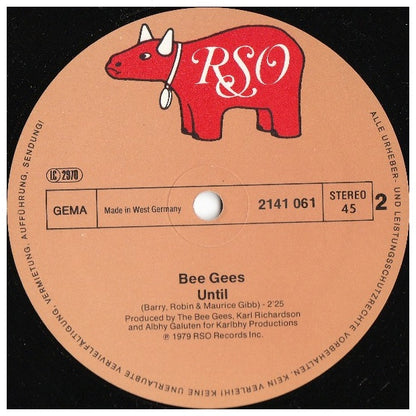 RSO
LC 2970
GEMA
Made in West Germany
2141 061
STEREO
45
2
Bee Gees
Until
(Barry, Robin & Maurice Gibb) - 2'25
Produced by The Bee Gees, Karl Richardson
and Albhy Galuten for Karlbhy Productions
℗ 1979 RSO Records Inc.
ALLE URHEBER- UND LEISTUNGSSCHUTZRECHTE VORBEHALTEN. KEIN VERLEIH! KEINE UNERLAUBTE VERVIELFÄLTIGUNG, VERMIETUNG, AUFFÜHRUNG, SENDUNG!